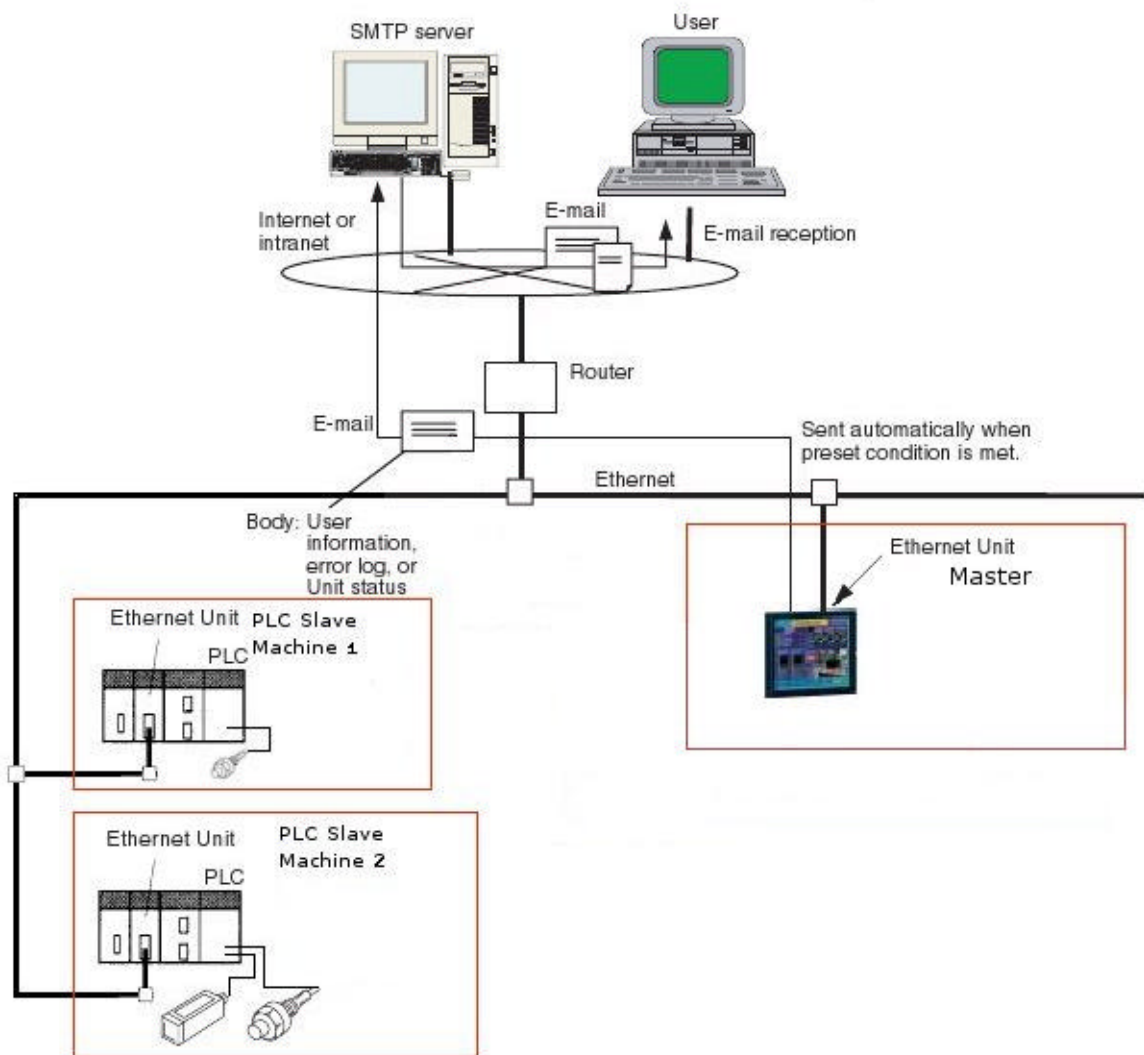 SMTP server
User
E-mail
Internet or
intranet
E-mail reception
Router
E-mail
Sent automatically when
preset condition is met.
Ethernet
Body: User
information,
error log, or
Unit status
Ethernet Unit
Master
Ethernet Unit
PLC Slave
Machine 1
PLC
Ethernet Unit
PLC Slave
Machine 2
PLC